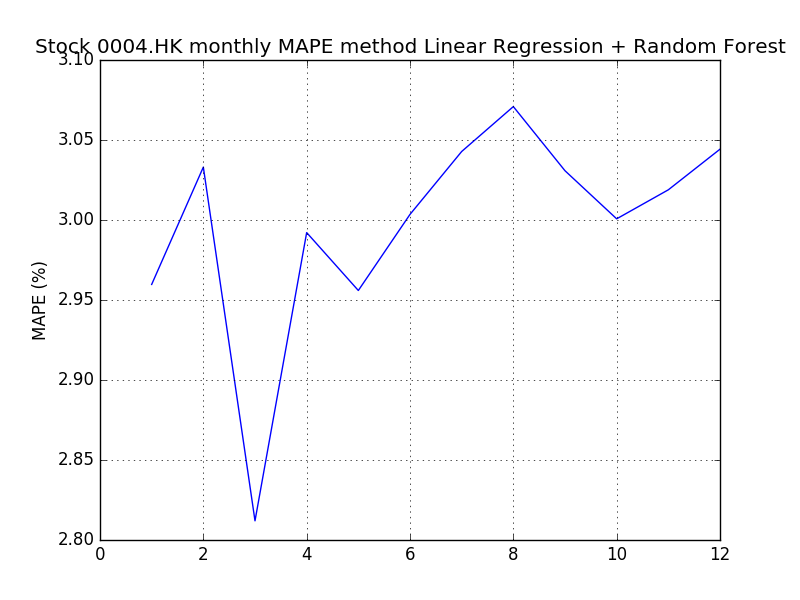 Stock 0004.HK monthly MAPE method Linear Regression + Random Forest
3.10
3.05
3.00
2.95
MAPE (%)
2.90
2.85
2.80
0 2 4 6 8 10 12